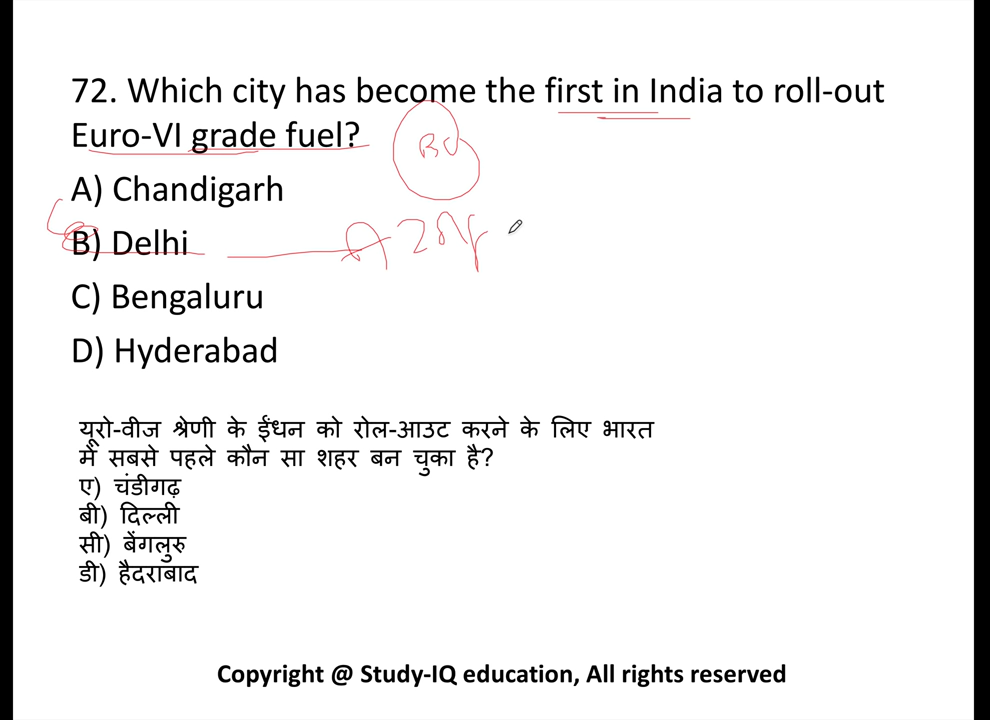 72. Which city has become the first in India to roll-out
Euro-VI grade fuel?
A) Chandigarh
B) Delhi
C) Bengaluru
D) Hyderabad
यूरो-वीज श्रेणी के ईंधन को रोल-आउट करने के लिए भारत
में सबसे पहले कौन सा शहर बन चुका है?
ए) चंडीगढ़
बी) दिल्ली
सी) बेंगलुरु
डी) हैदराबाद
Copyright @ Study-IQ education, All rights reserved